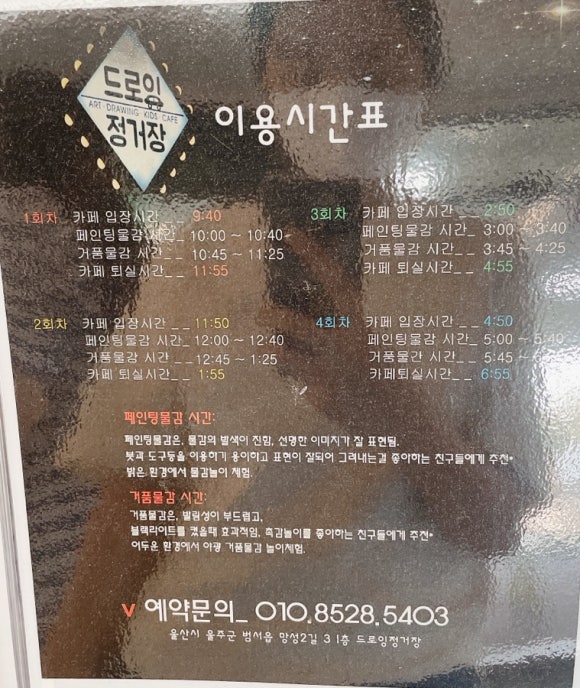 드로잉
ART · DRAWING · KIDS CAFE
정거장
이용시간표
1회차 카페 입장시간 _ _ 9:40
페인팅물감 시간_ 10:00 ~ 10:40
거품물감 시간_ 10:45 ~ 11:25
카페 퇴실시간_ _ 11:55
3회차 카페 입장시간 _ _ 2:50
페인팅물감 시간_ 3:00 ~ 3:40
거품물감 시간_ 3:45 ~ 4:25
카페 퇴실시간_ _ 4:55
2회차 카페 입장시간 _ _ 11:50
페인팅물감시간_ 12:00 ~ 12:40
거품물감 시간 _ 12:45 ~ 1:25
카페 퇴실시간_ _ 1:55
4회차 카페 입장시간 _ _ 4:50
페인팅물감시간_ 5:00 ~ 5:40
거품물감 시간_ 5:45 ~
카페 퇴실시간_ _ 6:55
페인팅물감 시간:
페인팅물감은, 물감의 발색이 진함, 선명한 이미지가 잘 표현됨.
붓과 도구등을 이용하기 용이하고 표현이 잘되어 그려내는걸 좋아하는 친구들에게 추천*
밝은 환경에서 물감놀이 체험.
거품물감 시간:
거품물감은, 발림성이 부드럽고,
블랙라이트를 켰을때 효과적임, 촉감놀이를 좋아하는 친구들에게 추천*
어두운 환경에서 야광 거품물감 놀이체험.
V 예약문의_ 010.8528.5403
울산시 울주군 범서읍 망성2길 3 1층 드로잉정거장